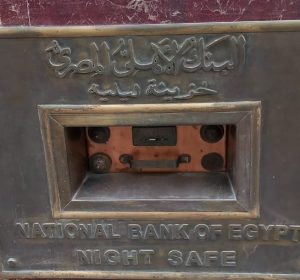 البنك الأهلي المصري
خزينة ليلية
NATIONAL BANK OF EGYPT
NIGHT SAFE